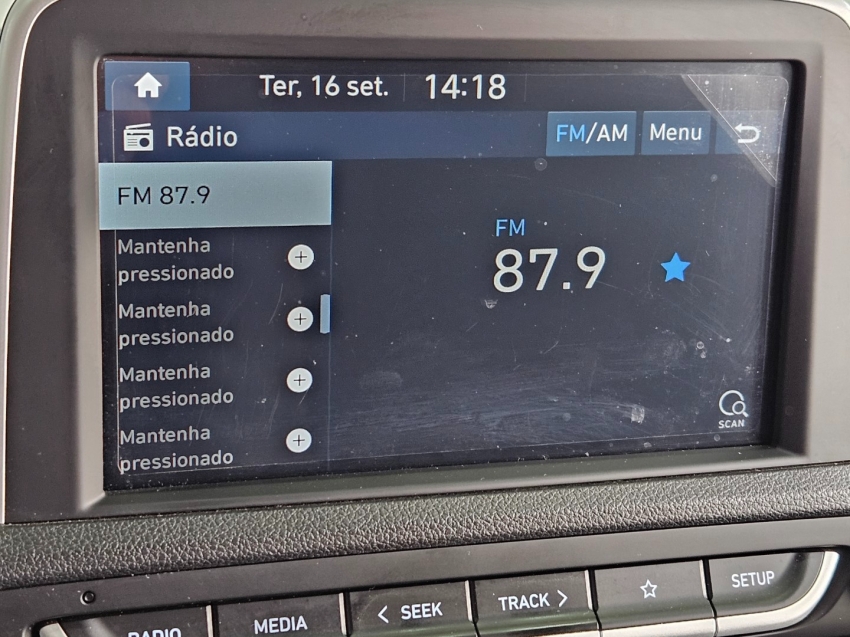 Ter, 16 set. 14:18
Rádio FM/AM Menu
FM 87.9
FM
87.9
Mantenha
pressionado
Mantenha
pressionado
Mantenha
pressionado
Mantenha
pressionado
SCAN
RADIO
MEDIA
< SEEK
TRACK >
SETUP